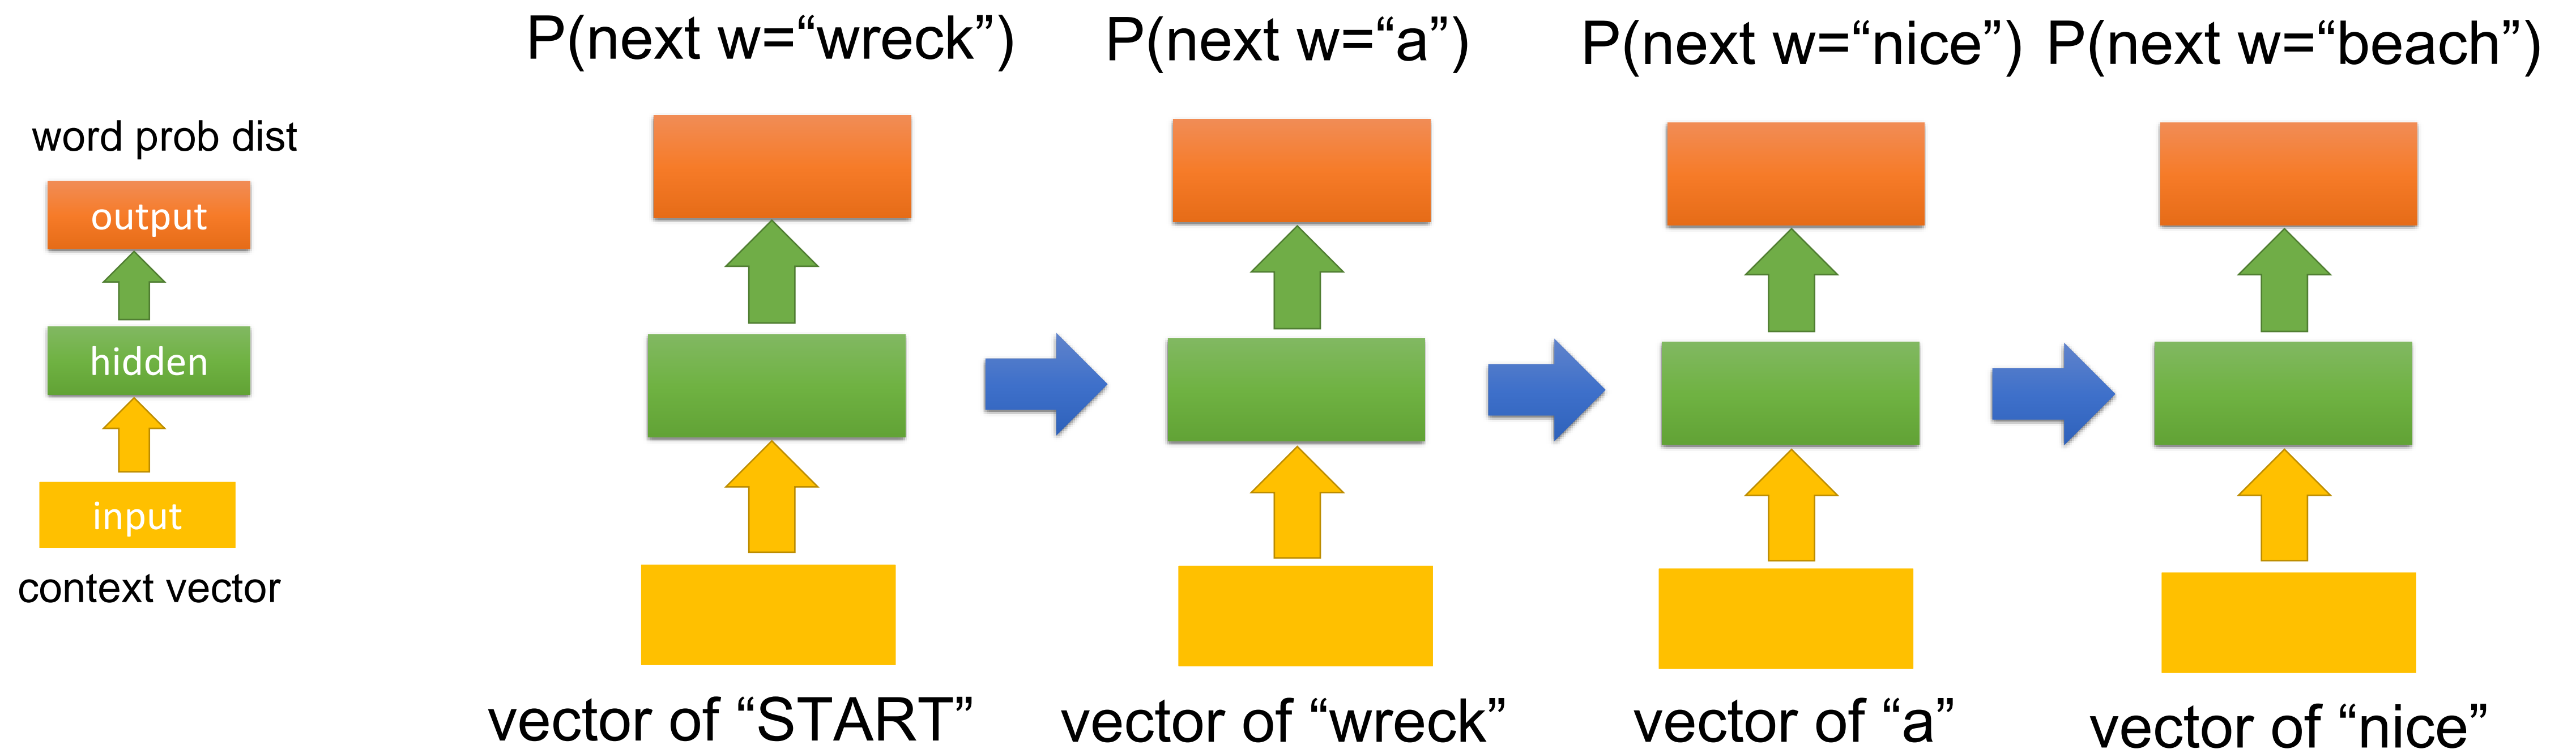 word prob dist
output
hidden
input
context vector
P(next w=“wreck”)
P(next w=“a”)
P(next w=“nice”)
P(next w=“beach”)
vector of “START”
vector of “wreck”
vector of “a”
vector of “nice”